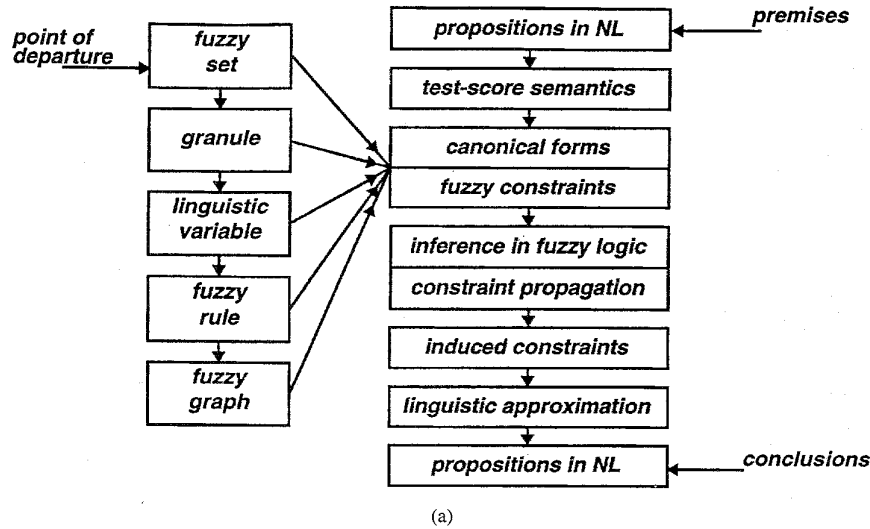 point of
departure
fuzzy
set
granule
linguistic
variable
fuzzy
rule
fuzzy
graph
propositions in NL
premises
test-score semantics
canonical forms
fuzzy constraints
inference in fuzzy logic
constraint propagation
induced constraints
linguistic approximation
propositions in NL
conclusions
(a)